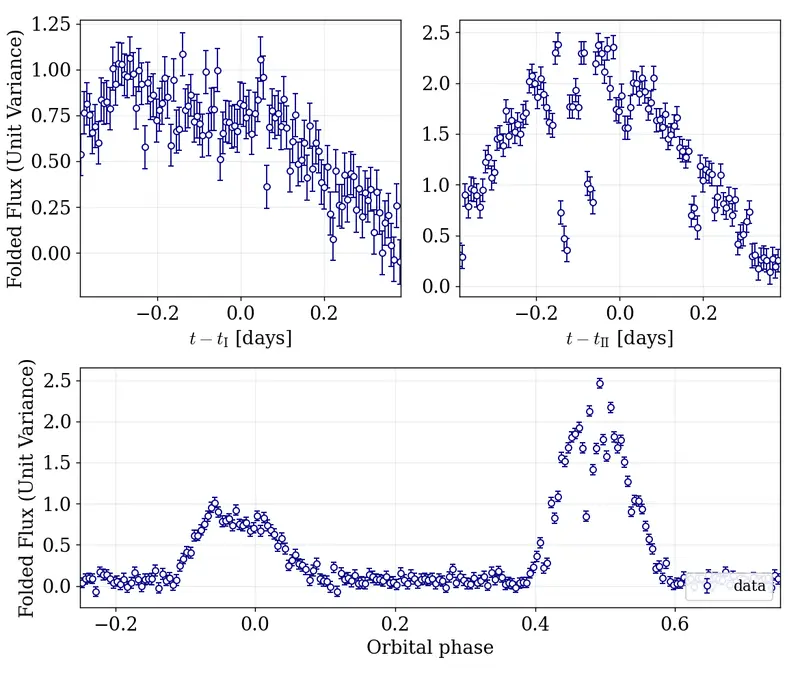 Folded Flux (Unit Variance)
1.25
1.00
0.75
0.50
0.25
0.00
−0.2 0.0 0.2
t − tI [days]
2.5
2.0
1.5
1.0
0.5
0.0
−0.2 0.0 0.2
t − tII [days]
Folded Flux (Unit Variance)
2.5
2.0
1.5
1.0
0.5
0.0
data
−0.2 0.0 0.2 0.4 0.6
Orbital phase